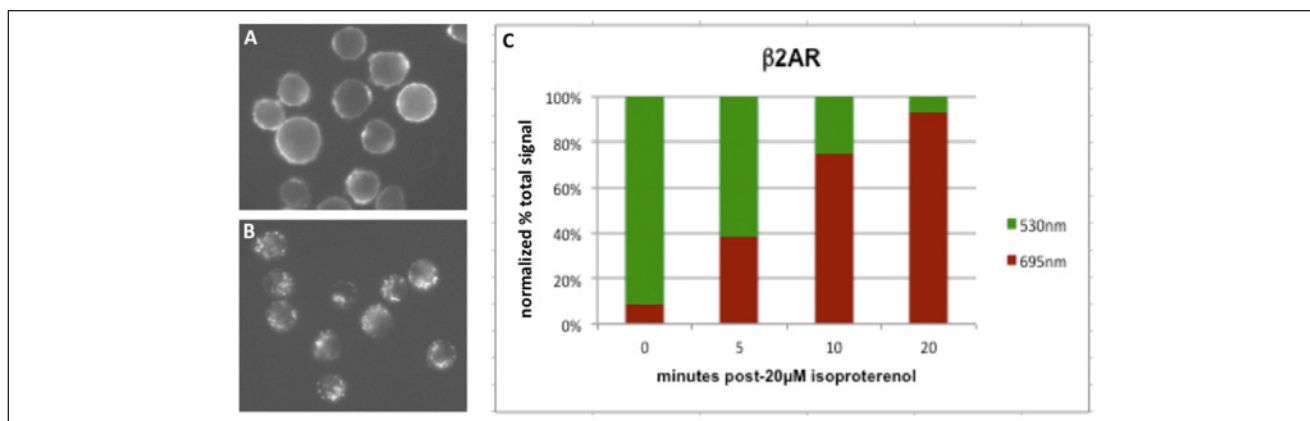 A
B
C
β2AR
normalized % total signal
100%
80%
60%
40%
20%
0%
0 5 10 20
minutes post-20μM isoproterenol
530nm
695nm